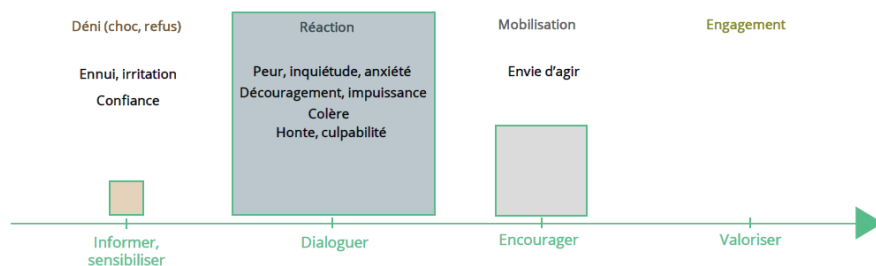 Déni (choc, refus)
Réaction
Mobilisation
Engagement
Ennui, irritation
Confiance
Peur, inquiétude, anxiété
Découragement, impuissance
Colère
Honte, culpabilité
Envie d’agir
Informer,
sensibiliser
Dialoguer
Encourager
Valoriser